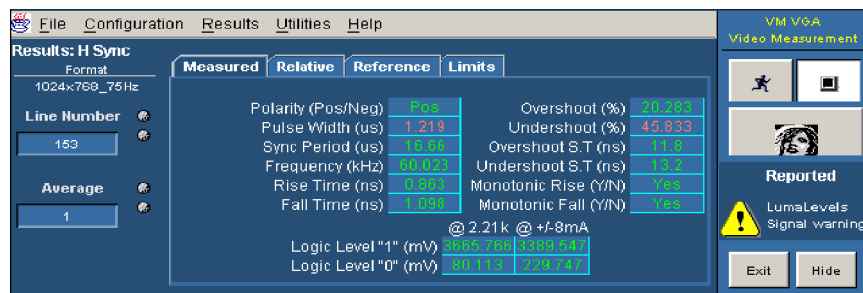 File Configuration Results Utilities Help
VM VGA
Video Measurement
Results: H Sync
Format
1024x768_75Hz
Line Number
153
Average
1
Measured Relative Reference Limits
Polarity (Pos/Neg) Pos Overshoot (%) 20.283
Pulse Width (us) 1.219 Undershoot (%) 45.833
Sync Period (us) 16.66 Overshoot S.T (ns) 11.8
Frequency (kHz) 60.023 Undershoot S.T (ns) 13.2
Rise Time (ns) 0.863 Monotonic Rise (Y/N) Yes
Fall Time (ns) 1.098 Monotonic Fall (Y/N) Yes
@ 2.21k @ +/-8mA
Logic Level "1" (mV) 3665.766 3389.547
Logic Level "0" (mV) 80.113 229.747
Reported
LumaLevels
Signal warning
Exit Hide